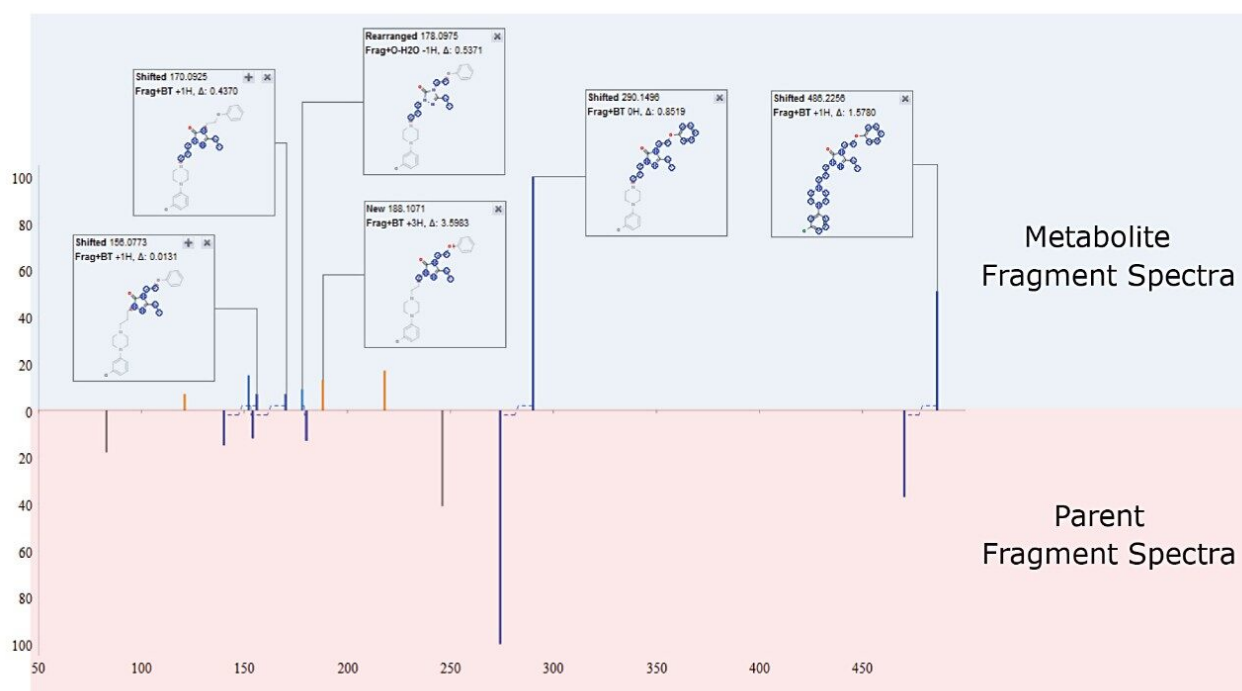 Rearranged 178.0975
Frag+O-H2O -1H, Δ: 0.5371
Shifted 170.0925
Frag+BT +1H, Δ: 0.4370
Shifted 290.1496
Frag+BT 0H, Δ: 0.8519
Shifted 486.2256
Frag+BT +1H, Δ: 1.5780
New 188.1071
Frag+BT +3H, Δ: 3.5983
Shifted 156.0773
Frag+BT +1H, Δ: 0.0131
Metabolite
Fragment Spectra
100
80
60
40
20
0
20
40
60
80
100
Parent
Fragment Spectra
50 100 150 200 250 300 350 400 450